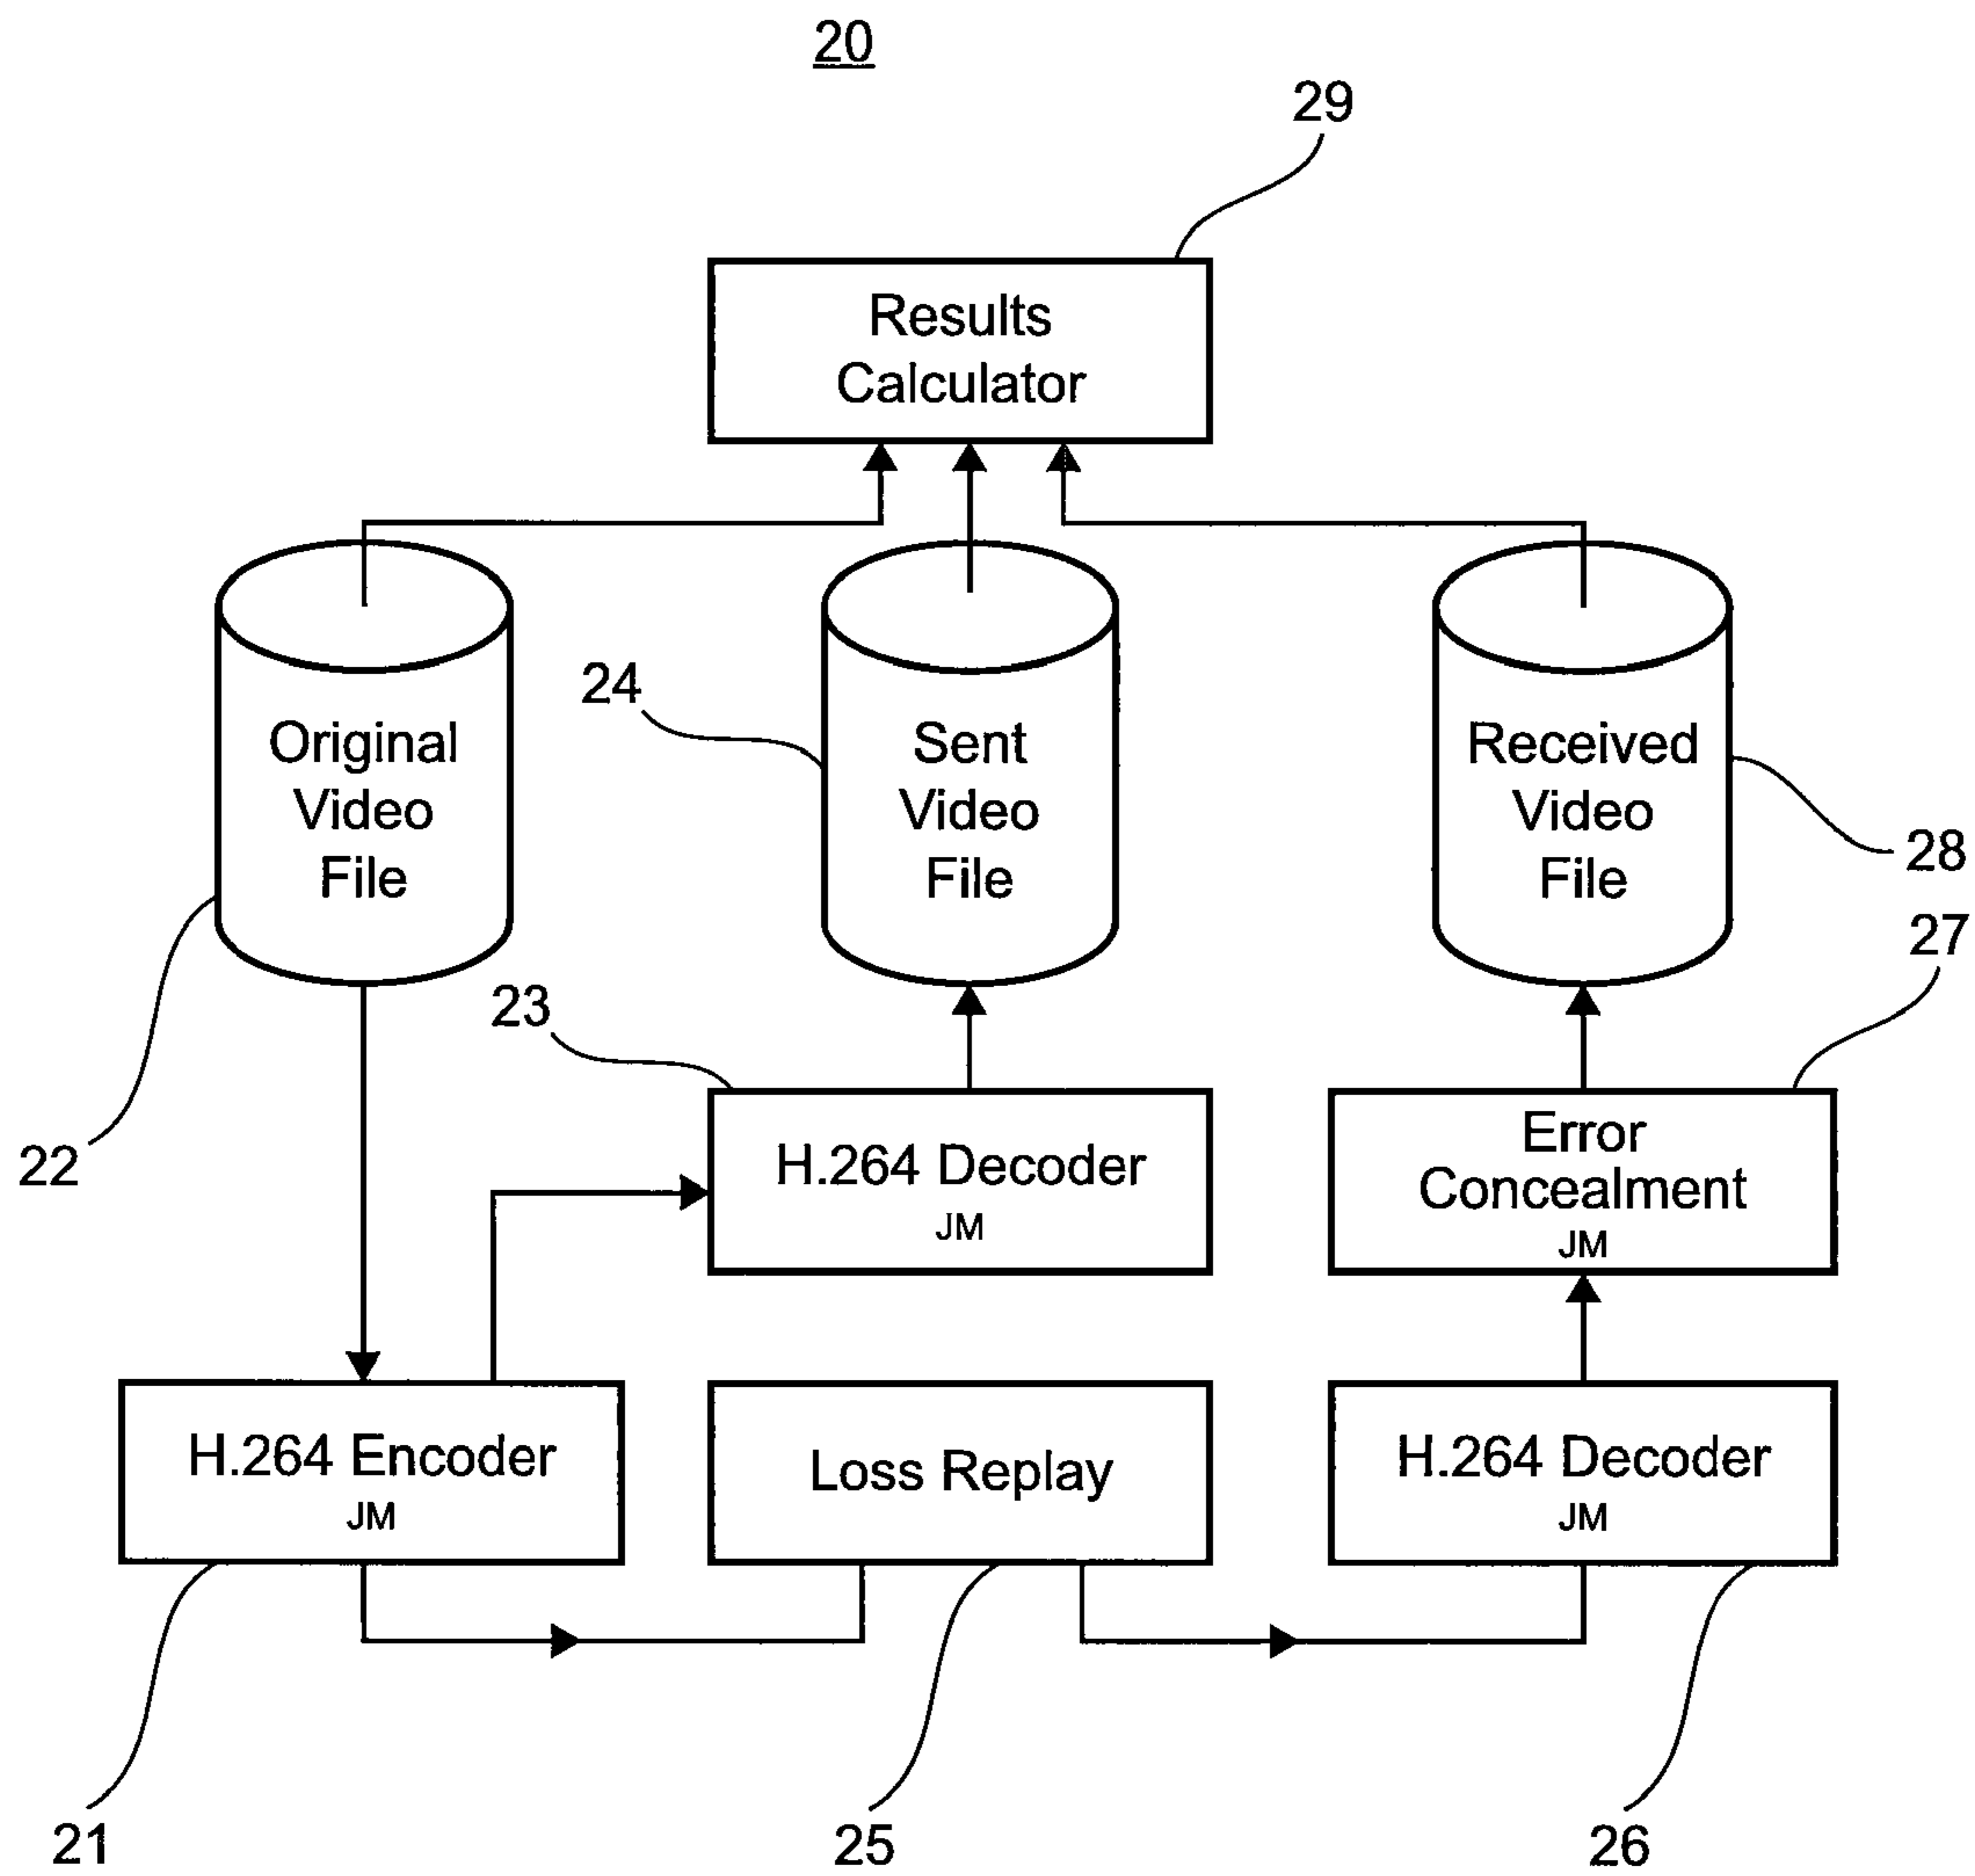 20
29
Results
Calculator
24
Original
Video
File
Sent
Video
File
Received
Video
File
28
27
23
22
H.264 Decoder
JM
Error
Concealment
JM
H.264 Encoder
JM
Loss Replay
H.264 Decoder
JM
21
25
26